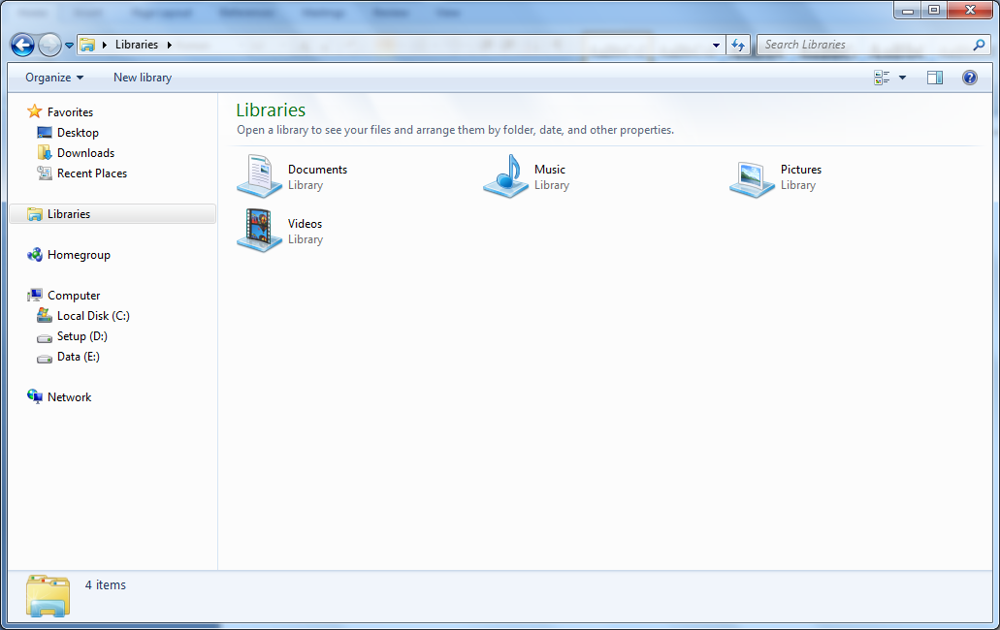 Libraries
Search Libraries
Organize
New library
Favorites
Desktop
Downloads
Recent Places
Libraries
Homegroup
Computer
Local Disk (C:)
Setup (D:)
Data (E:)
Network
Libraries
Open a library to see your files and arrange them by folder, date, and other properties.
Documents
Library
Music
Library
Pictures
Library
Videos
Library
4 items